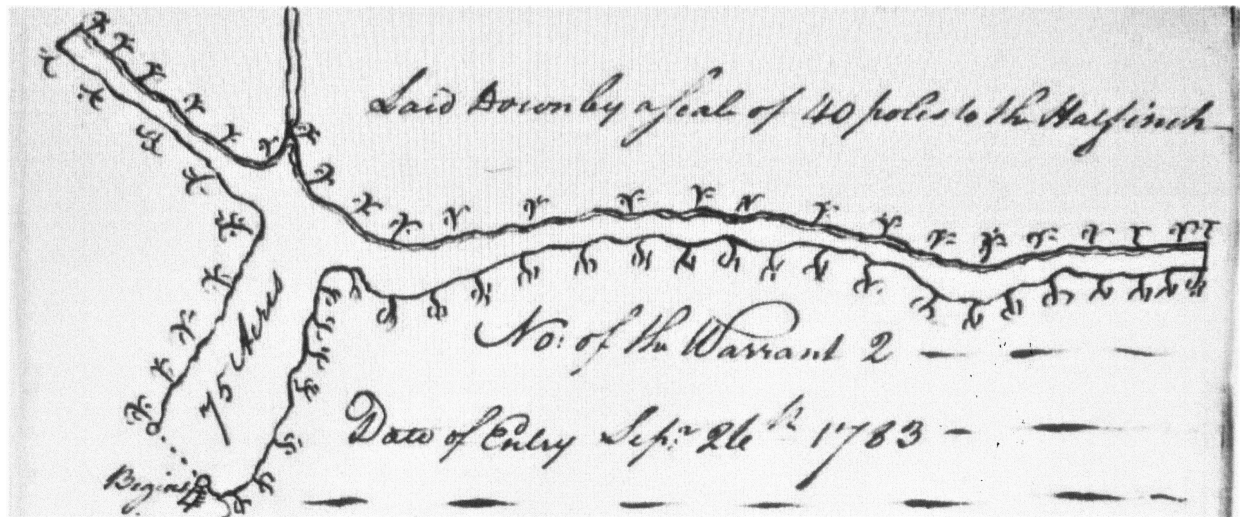 Laid Down by a scale of 40 poles to the Half inch
75 Acres
No: of the Warrant 2
Date of Entry Sepr. 26th 1783
Begins